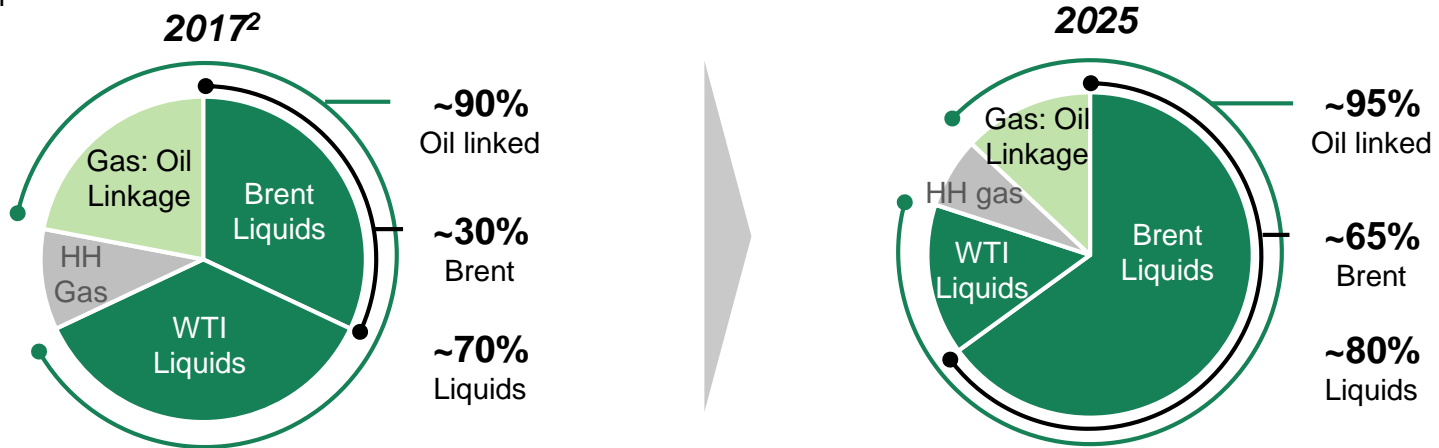 2017²
Gas: Oil
Linkage
Brent
Liquids
HH
Gas
WTI
Liquids
~90%
Oil linked
~30%
Brent
~70%
Liquids
2025
Gas: Oil
Linkage
HH gas
WTI
Liquids
Brent
Liquids
~95%
Oil linked
~65%
Brent
~80%
Liquids